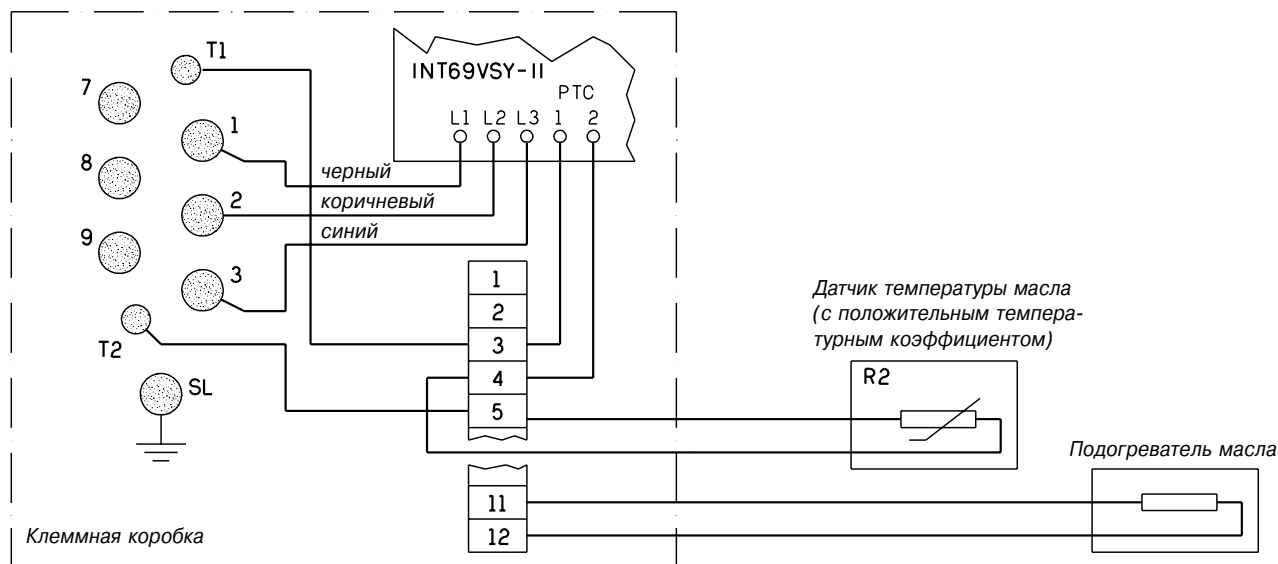 T1
INT69VSY-II
7
PTC
1
L1 L2 L3 1 2
8
черный
2
коричневый
9
синий
3
1
2
3
4
5
T2
SL
Датчик температуры масла
(с положительным темпера-
турным коэффициентом)
R2
Подогреватель масла
11
12
Клеммная коробка